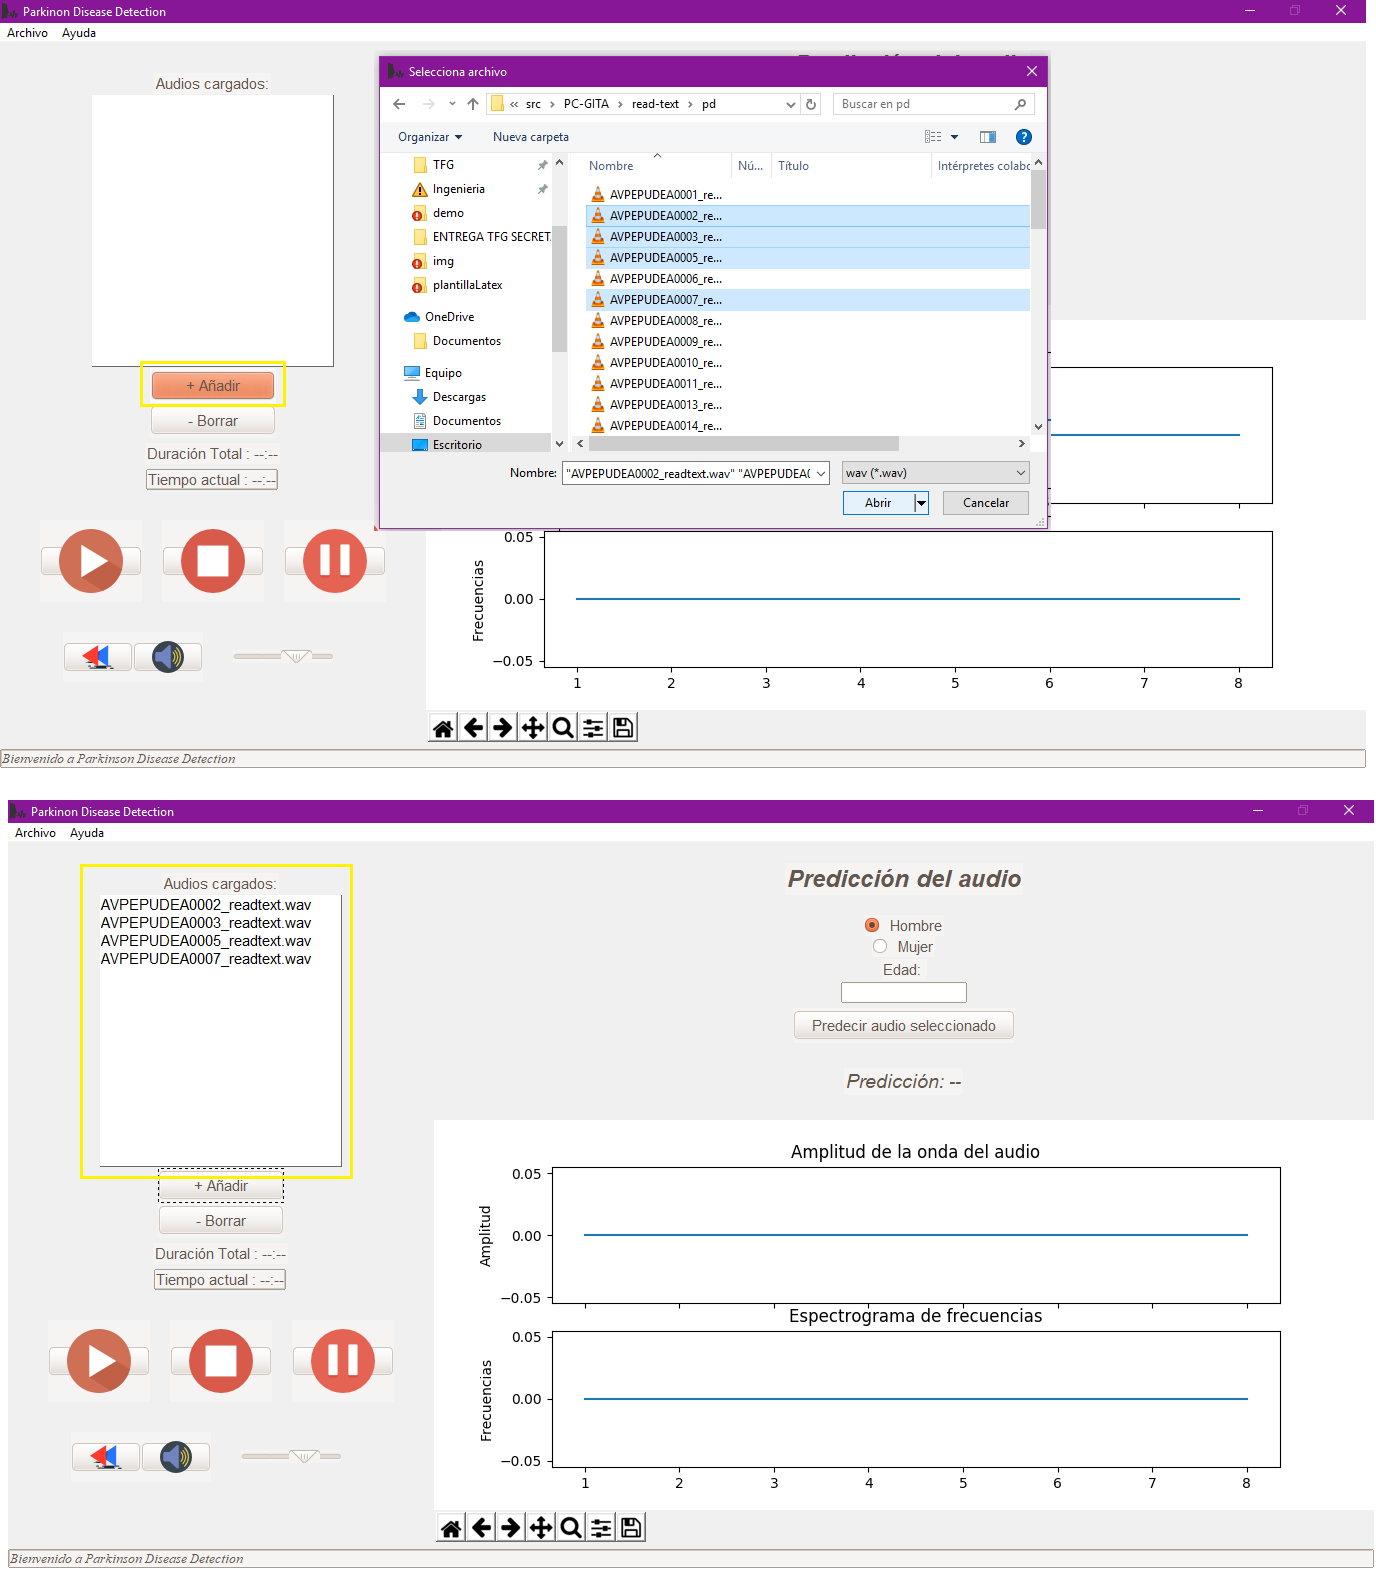 Parkinon Disease Detection
Archivo Ayuda
Audios cargados:
+ Añadir
- Borrar
Duración Total : --:--
Tiempo actual : --:--
Selecciona archivo
« src › PC-GITA › read-text › pd
Buscar en pd
Organizar
Nueva carpeta
TFG
Ingenieria
demo
ENTREGA TFG SECRET
img
plantillaLatex
OneDrive
Documentos
Equipo
Descargas
Documentos
Escritorio
Nombre Nú... Título Intérpretes colabo
AVPEPUDEA0001_re...
AVPEPUDEA0002_re...
AVPEPUDEA0003_re...
AVPEPUDEA0005_re...
AVPEPUDEA0006_re...
AVPEPUDEA0007_re...
AVPEPUDEA0008_re...
AVPEPUDEA0009_re...
AVPEPUDEA0010_re...
AVPEPUDEA0011_re...
AVPEPUDEA0013_re...
AVPEPUDEA0014_re...
Nombre: "AVPEPUDEA0002_readtext.wav" "AVPEPUDEA(
wav (*.wav)
Abrir
Cancelar
Frecuencias
0.05
0.00
−0.05
1 2 3 4 5 6 7 8
Bienvenido a Parkinson Disease Detection
Parkinon Disease Detection
Archivo Ayuda
Audios cargados:
AVPEPUDEA0002_readtext.wav
AVPEPUDEA0003_readtext.wav
AVPEPUDEA0005_readtext.wav
AVPEPUDEA0007_readtext.wav
+ Añadir
- Borrar
Duración Total : --:--
Tiempo actual : --:--
Predicción del audio
Hombre
Mujer
Edad:
Predecir audio seleccionado
Predicción: --
Amplitud de la onda del audio
Amplitud
0.05
0.00
−0.05
Espectrograma de frecuencias
Frecuencias
0.05
0.00
−0.05
1 2 3 4 5 6 7 8
Bienvenido a Parkinson Disease Detection